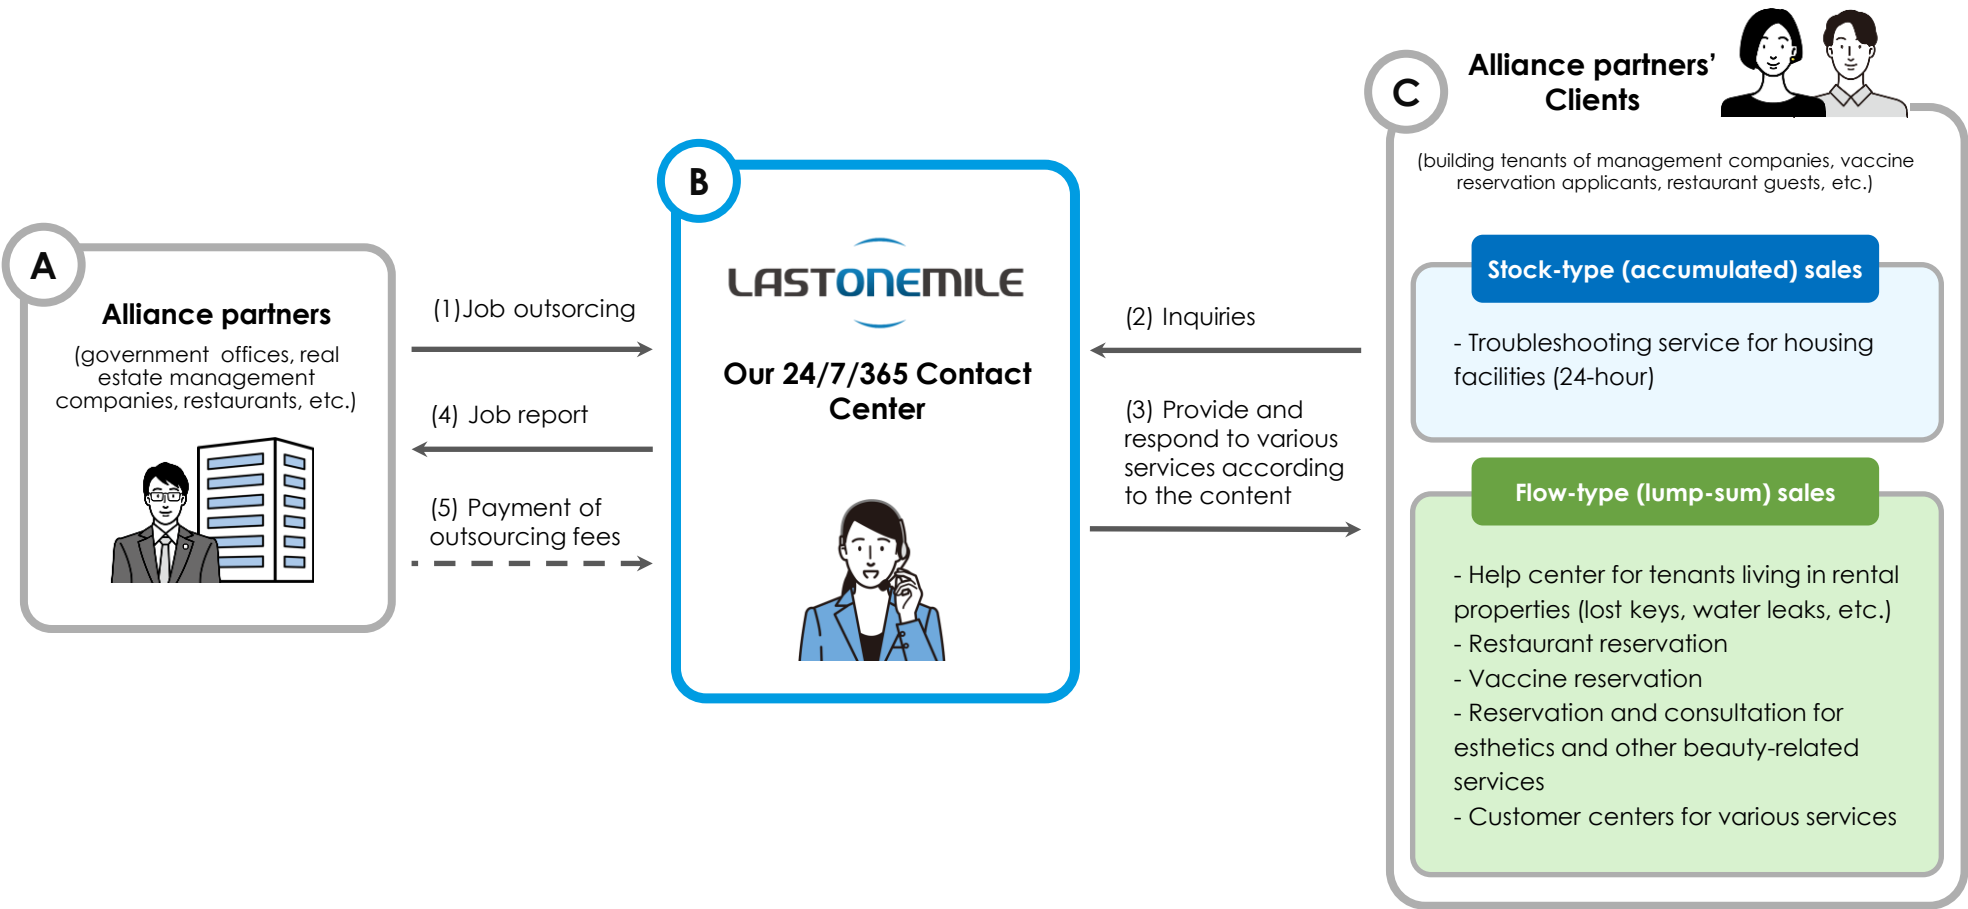 A
Alliance partners
(government offices, real
estate management
companies, restaurants, etc.)
(1)Job outsorcing
(4) Job report
(5) Payment of
outsourcing fees
B
LASTONEMILE
Our 24/7/365 Contact
Center
(2) Inquiries
(3) Provide and
respond to various
services according
to the content
C
Alliance partners’
Clients
(building tenants of management companies, vaccine
reservation applicants, restaurant guests, etc.)
Stock-type (accumulated) sales
- Troubleshooting service for housing
facilities (24-hour)
Flow-type (lump-sum) sales
- Help center for tenants living in rental
properties (lost keys, water leaks, etc.)
- Restaurant reservation
- Vaccine reservation
- Reservation and consultation for
esthetics and other beauty-related
services
- Customer centers for various services